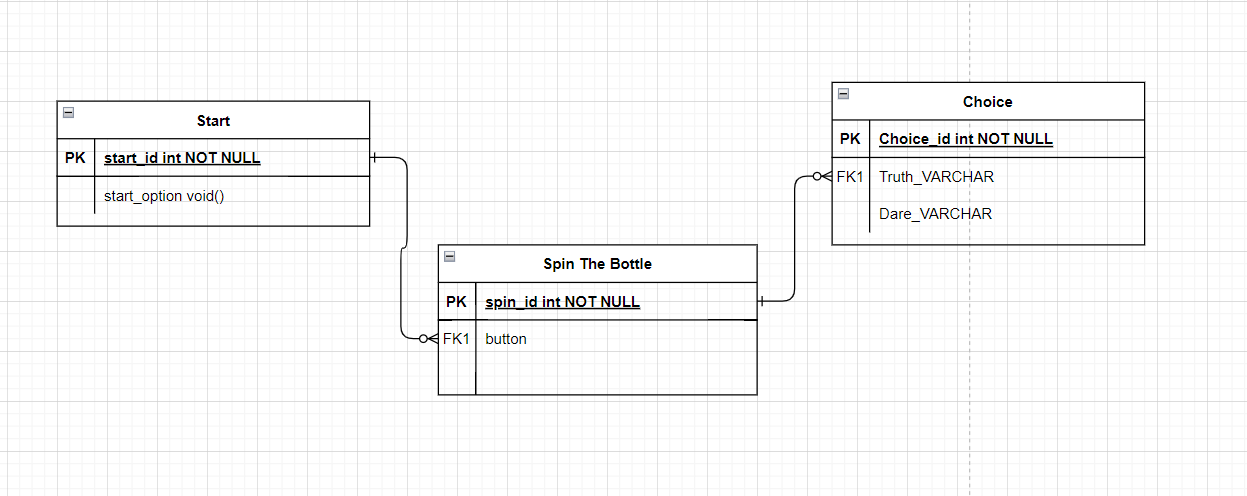 Start
PK start_id int NOT NULL
start_option void()
Spin The Bottle
PK spin_id int NOT NULL
FK1 button
Choice
PK Choice_id int NOT NULL
FK1 Truth_VARCHAR
Dare_VARCHAR